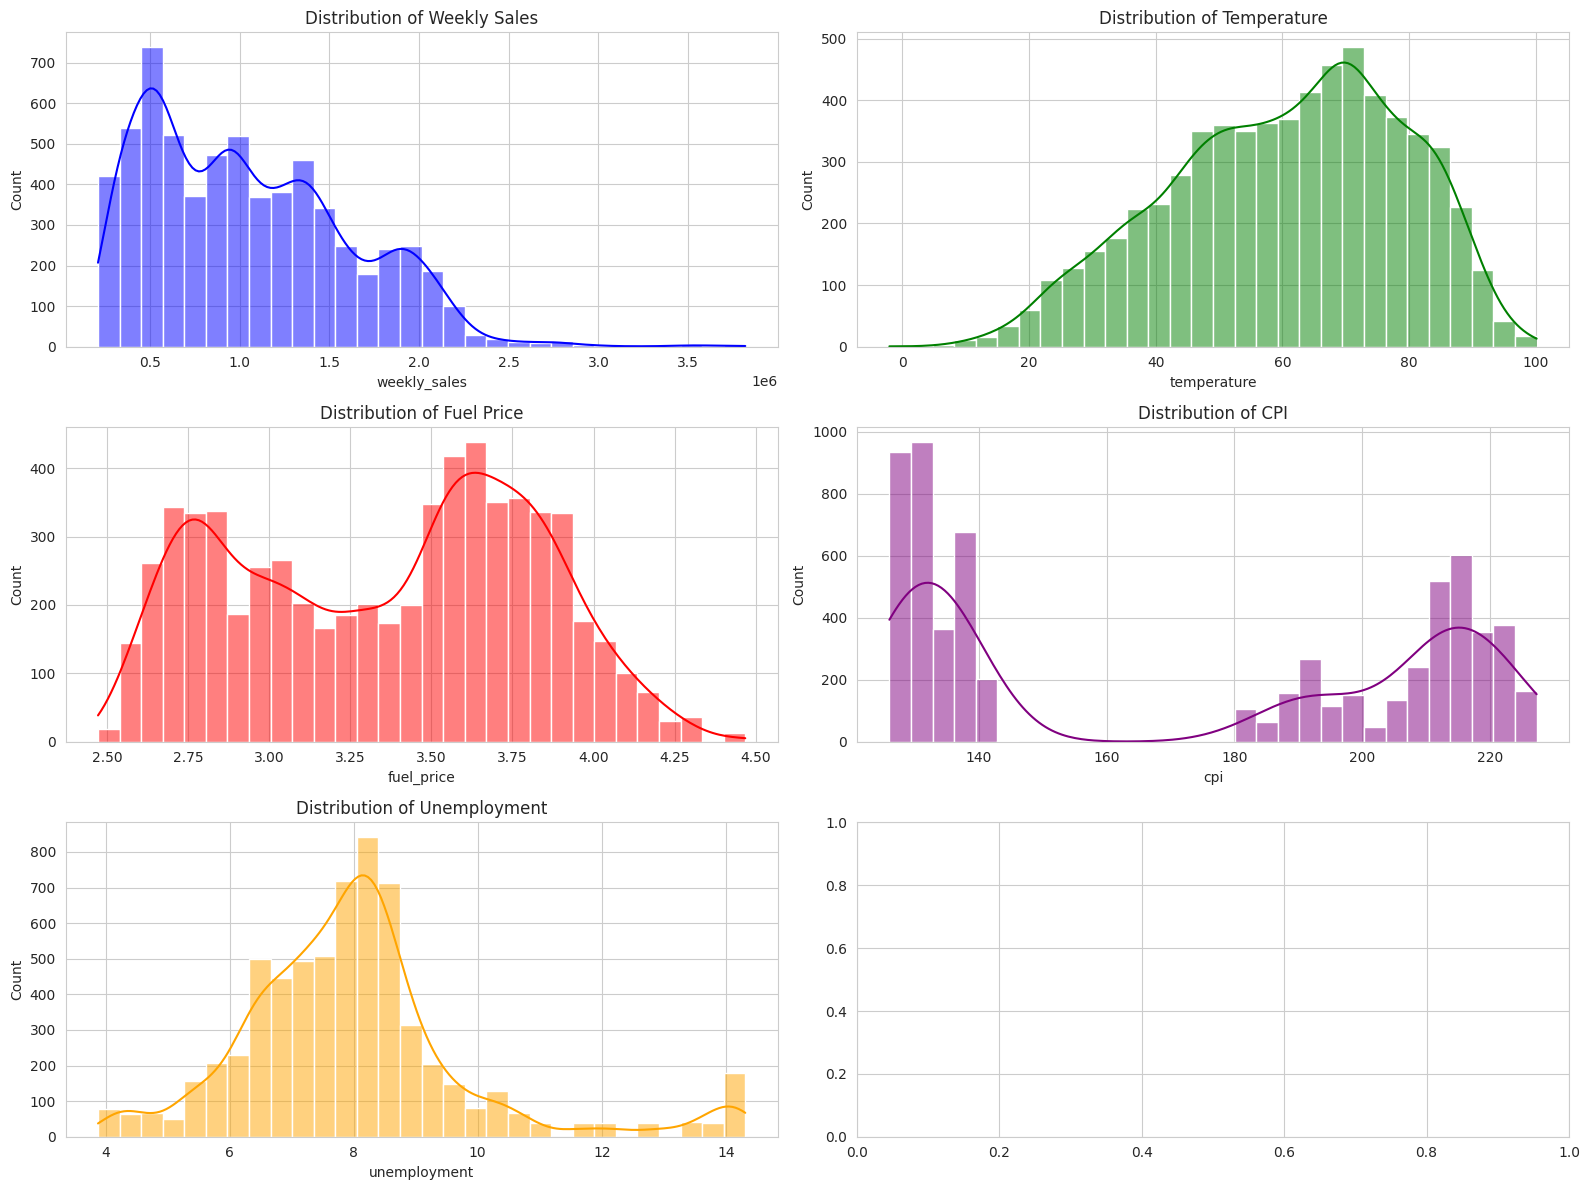 Distribution of Weekly Sales
Count
700
600
500
400
300
200
100
0
0.5 1.0 1.5 2.0 2.5 3.0 3.5
1e6
weekly_sales
Distribution of Temperature
Count
500
400
300
200
100
0
0 20 40 60 80 100
temperature
Distribution of Fuel Price
Count
400
300
200
100
0
2.50 2.75 3.00 3.25 3.50 3.75 4.00 4.25 4.50
fuel_price
Distribution of CPI
Count
1000
800
600
400
200
0
140 160 180 200 220
cpi
Distribution of Unemployment
Count
800
700
600
500
400
300
200
100
0
4 6 8 10 12 14
unemployment
1.0
0.8
0.6
0.4
0.2
0.0
0.0 0.2 0.4 0.6 0.8 1.0